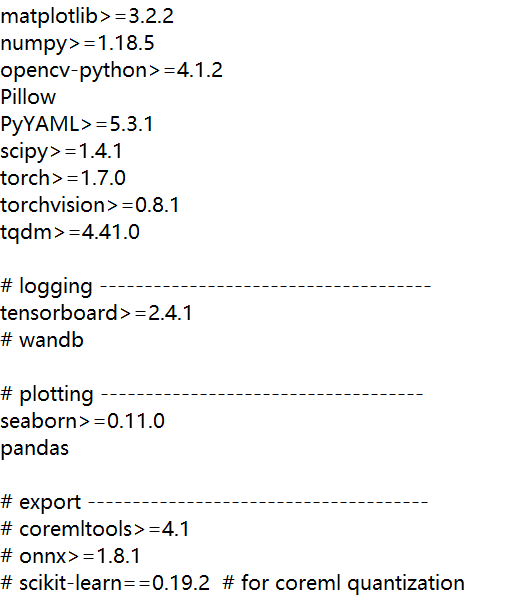 matplotlib>=3.2.2
numpy>=1.18.5
opencv-python>=4.1.2
Pillow
PyYAML>=5.3.1
scipy>=1.4.1
torch>=1.7.0
torchvision>=0.8.1
tqdm>=4.41.0

# logging -------------------------------------
tensorboard>=2.4.1
# wandb

# plotting ------------------------------------
seaborn>=0.11.0
pandas

# export --------------------------------------
# coremltools>=4.1
# onnx>=1.8.1
# scikit-learn==0.19.2  # for coreml quantization